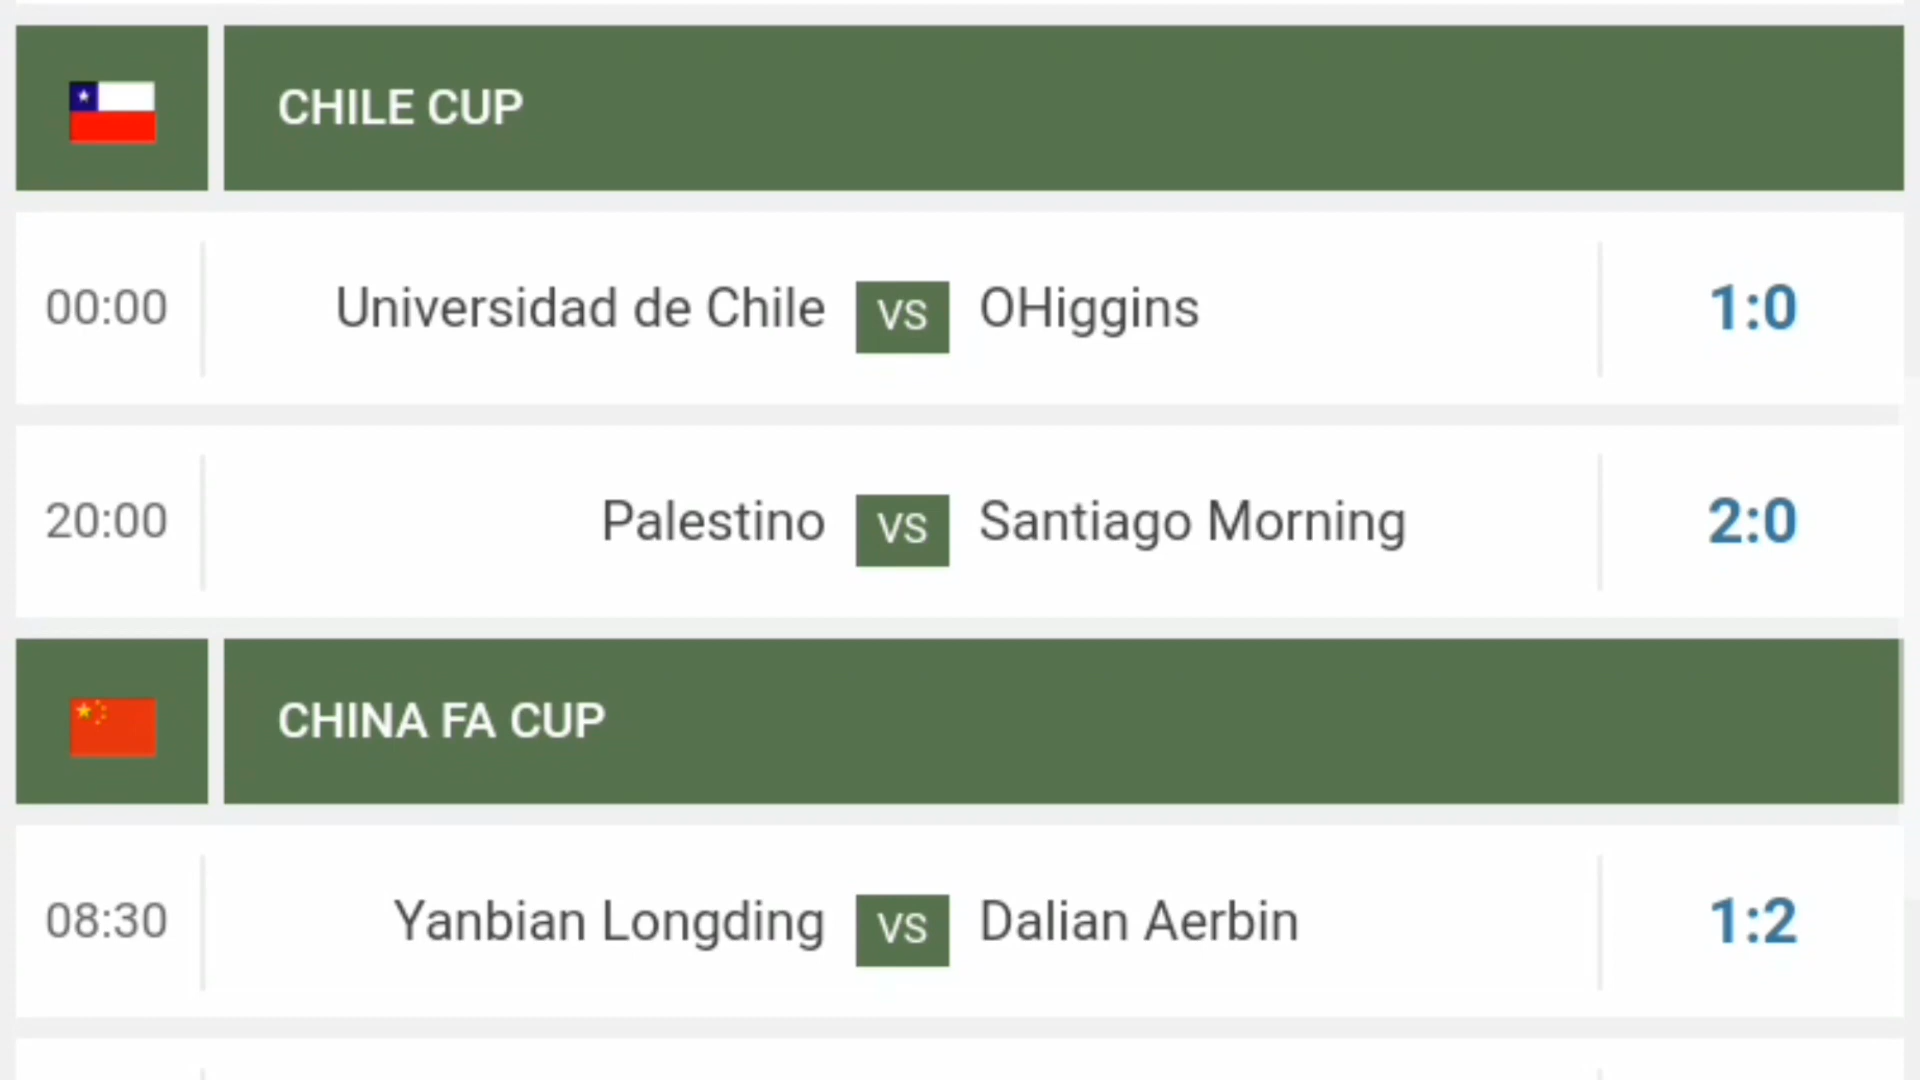 CHILE CUP
00:00 Universidad de Chile VS OHiggins 1:0
20:00 Palestino VS Santiago Morning 2:0
CHINA FA CUP
08:30 Yanbian Longding VS Dalian Aerbin 1:2